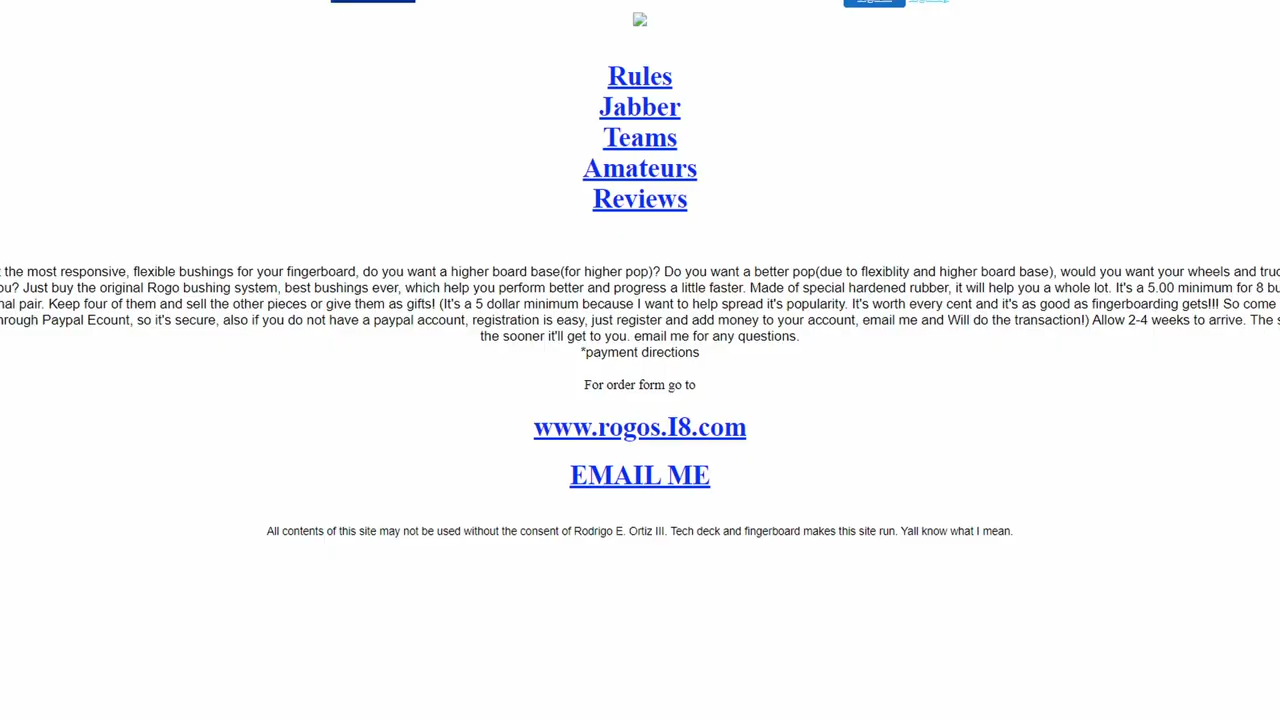 Rules
Jabber
Teams
Amateurs
Reviews
the most responsive, flexible bushings for your fingerboard, do you want a higher board base(for higher pop)? Do you want a better pop(due to flexiblity and higher board base), would you want your wheels and
? Just buy the original Rogo bushing system, best bushings ever, which help you perform better and progress a little faster. Made of special hardened rubber, it will help you a whole lot. It's a 5.00 minimum for 8
pair. Keep four of them and sell the other pieces or give them as gifts! (It's a 5 dollar minimum because I want to help spread it's popularity. It's worth every cent and it's as good as fingerboarding gets!!! So come
through Paypal Ecount, so it's secure, also if you do not have a paypal account, registration is easy, just register and add money to your account, email me and Will do the transaction!) Allow 2-4 weeks to arrive. The
the sooner it'll get to you. email me for any questions.
*payment directions
For order form go to
www.rogos.I8.com
EMAIL ME
All contents of this site may not be used without the consent of Rodrigo E. Ortiz III. Tech deck and fingerboard makes this site run. Yall know what I mean.